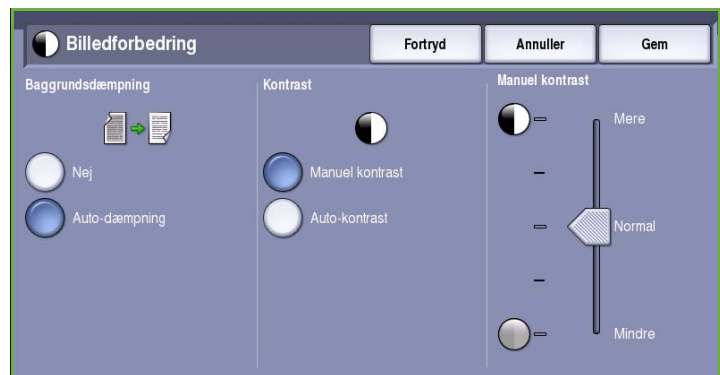 Billedforbedring
Fortryd
Annuller
Gem
Baggrundsdæmpning
Nej
Auto-dæmpning
Kontrast
Manuel kontrast
Auto-kontrast
Manuel kontrast
Mere
Normal
Mindre